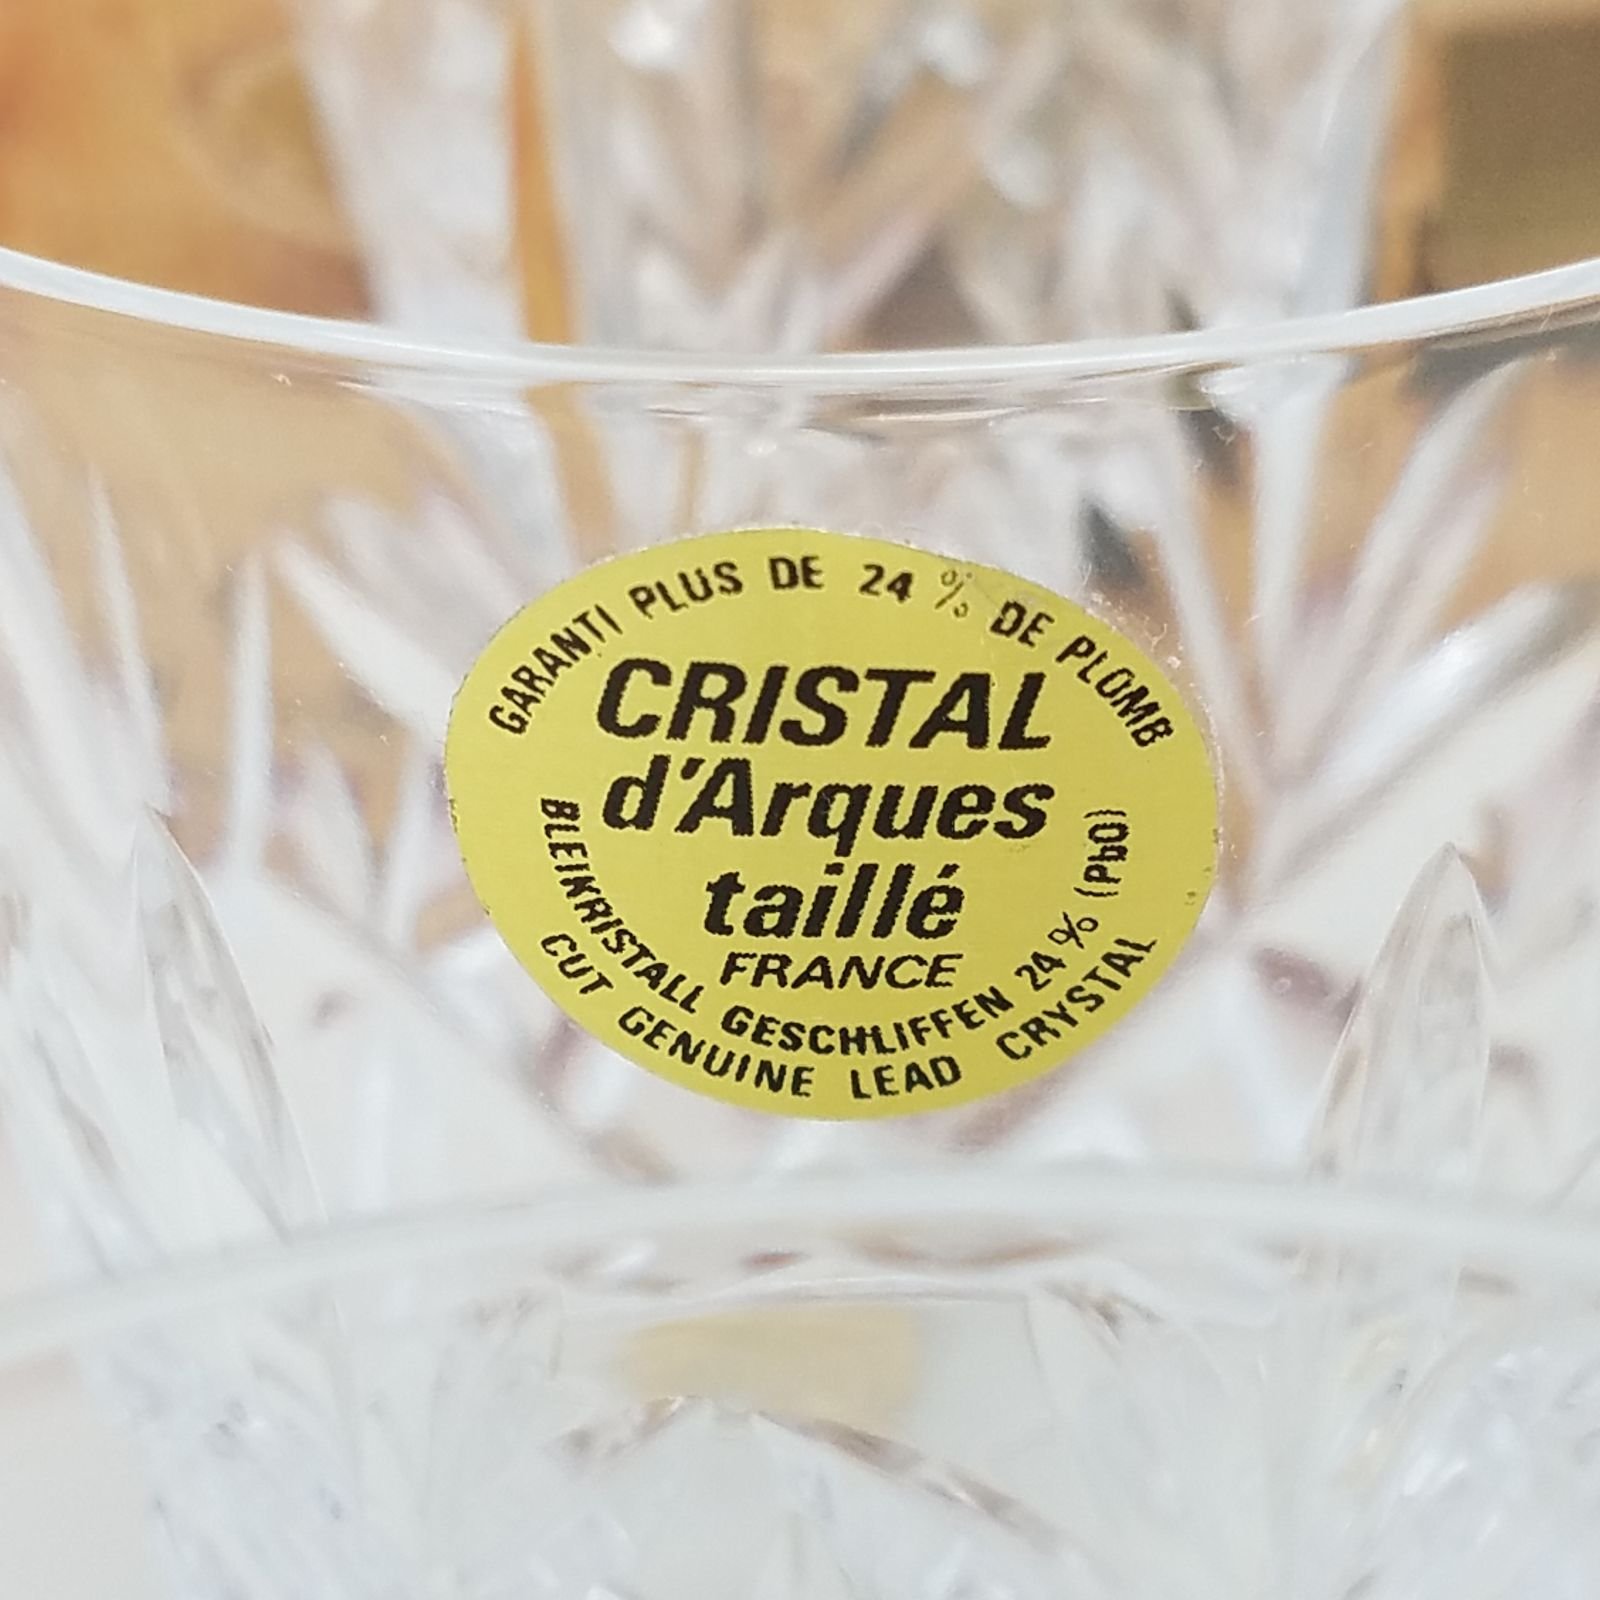 GARANTI PLUS DE 24 % DE PLOMB
CRISTAL
d'Arques
taillé
FRANCE
BLEIKRISTALL GESCHLIFFEN 24 % (PbO)
CUT GENUINE LEAD CRYSTAL